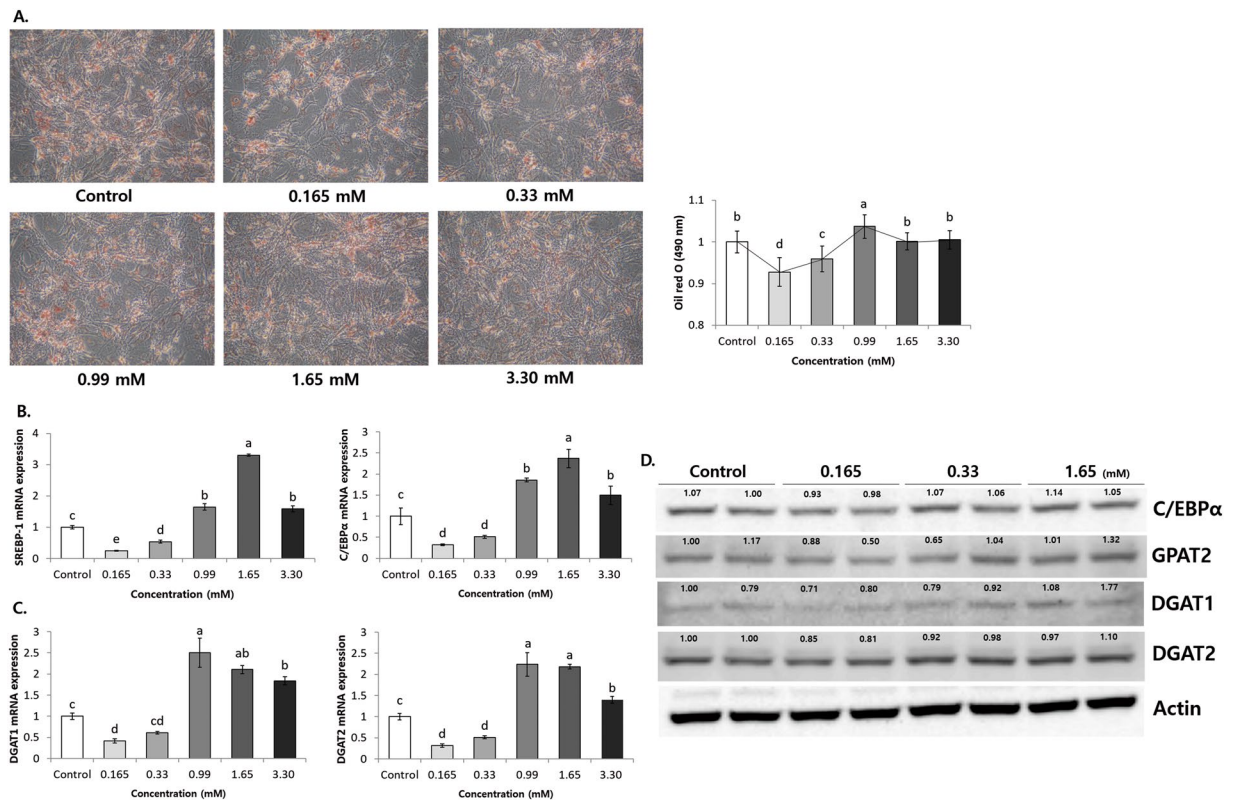 A.
Control
0.165 mM
0.33 mM
0.99 mM
1.65 mM
3.30 mM
Oil red O (490 nm)
1.1
1
0.9
0.8
b
d
c
a
b
b
Control 0.165 0.33 0.99 1.65 3.30
Concentration (mM)
B.
SREBP-1 mRNA expression
4
3
2
1
0
c
e
d
b
a
b
Control 0.165 0.33 0.99 1.65 3.30
Concentration (mM)
C/EBPα mRNA expression
3
2.5
2
1.5
1
0.5
0
c
d
d
b
a
b
Control 0.165 0.33 0.99 1.65 3.30
Concentration (mM)
C.
DGAT1 mRNA expression
3
2.5
2
1.5
1
0.5
0
c
d
cd
a
ab
b
Control 0.165 0.33 0.99 1.65 3.30
Concentration (mM)
DGAT2 mRNA expression
3
2.5
2
1.5
1
0.5
0
c
d
d
a
a
b
Control 0.165 0.33 0.99 1.65 3.30
Concentration (mM)
D.
Control 0.165 0.33 1.65 (mM)
1.07 1.00 0.93 0.98 1.07 1.06 1.14 1.05
C/EBPα
1.00 1.17 0.88 0.50 0.65 1.04 1.01 1.32
GPAT2
1.00 0.79 0.71 0.80 0.79 0.92 1.08 1.77
DGAT1
1.00 1.00 0.85 0.81 0.92 0.98 0.97 1.10
DGAT2
Actin